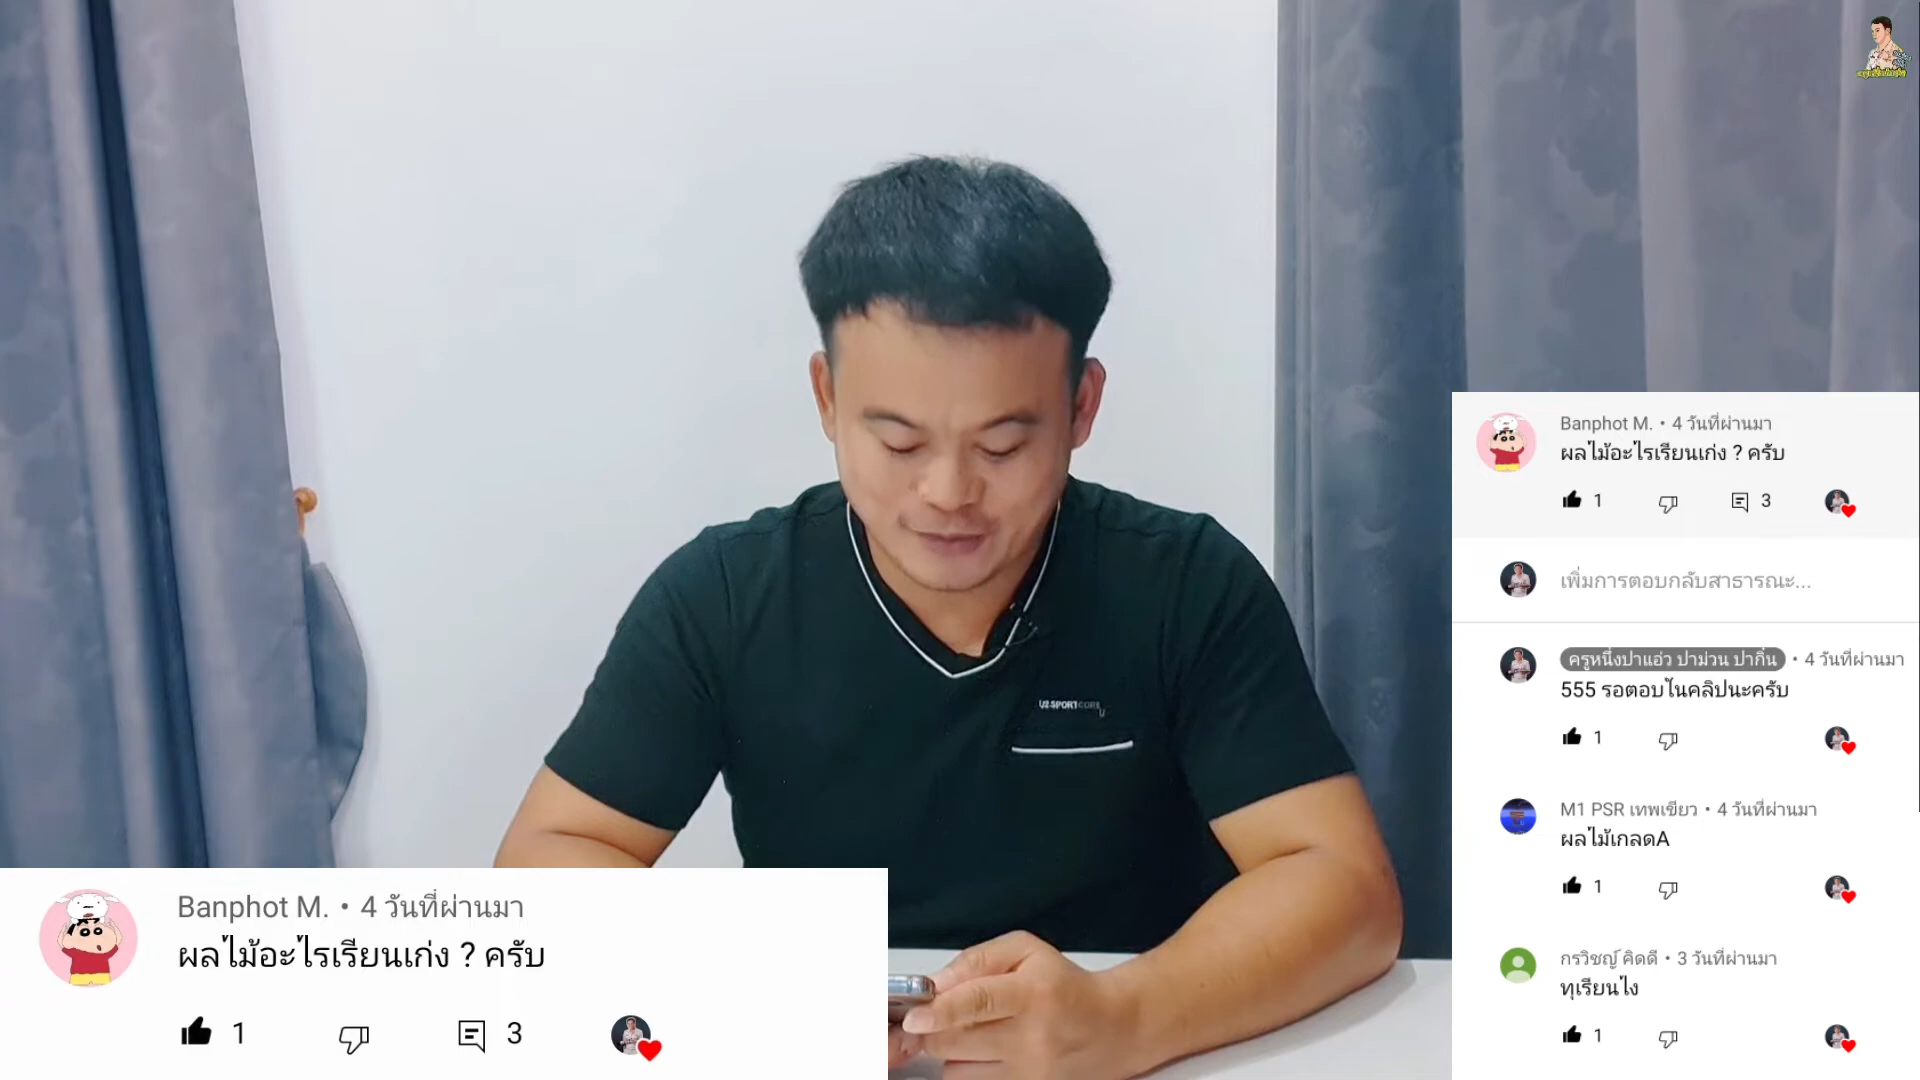 U2 SPORT CORE
Banphot M. • 4 วันที่ผ่านมา
ผลไม้อะไรเรียนเก่ง ? ครับ
1
3
Banphot M. • 4 วันที่ผ่านมา
ผลไม้อะไรเรียนเก่ง ? ครับ
1
3
เพิ่มการตอบกลับสาธารณะ...
ครูหนึ่งปาแอ่ว ปาม่วน ปากิ๋น • 4 วันที่ผ่านมา
555 รอตอบในคลิปนะครับ
1
M1 PSR เทพเขียว • 4 วันที่ผ่านมา
ผลไม้เกลดA
1
กรวิชญ์ คิดดี • 3 วันที่ผ่านมา
ทุเรียนไง
1